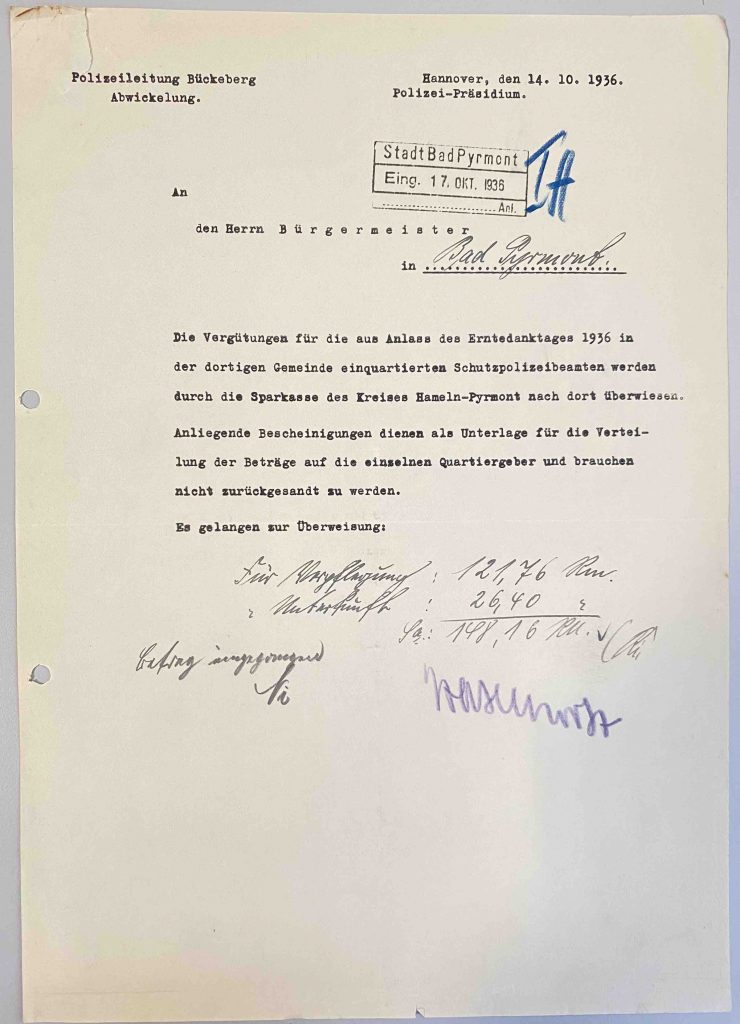 Polizeileitung Bückeberg
Abwickelung.
Hannover, den 14. 10. 1936.
Polizei-Präsidium.
Stadt Bad Pyrmont
Eing. 17. OKT. 1936
Anl.
An
den Herrn Bürgermeister
in Bad Pyrmont.
Die Vergütungen für die aus Anlass des Erntedanktages 1936 in
der dortigen Gemeinde einquartierten Schutzpolizeibeamten werden
durch die Sparkasse des Kreises Hameln-Pyrmont nach dort überwiesen.
Anliegende Bescheinigungen dienen als Unterlage für die Vertei-
lung der Beträge auf die einzelnen Quartiergeber und brauchen
nicht zurückgesandt zu werden.
Es gelangen zur Überweisung:
Für Verpflegung : 121,76 Rm.
" Unterkunft : 26,40 "
Sa.: 148,16 RM.
Betrag eingegangen